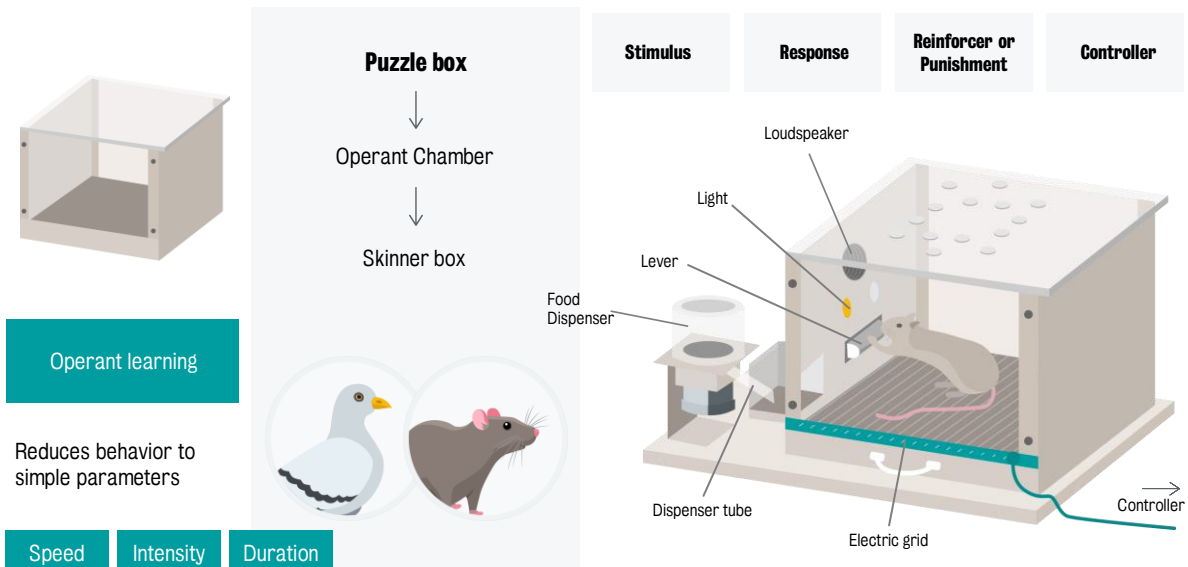 Puzzle box
Operant Chamber
Skinner box
Operant learning
Reduces behavior to
simple parameters
Speed
Intensity
Duration
Stimulus
Response
Reinforcer or
Punishment
Controller
Loudspeaker
Light
Lever
Food
Dispenser
Dispenser tube
Electric grid
Controller